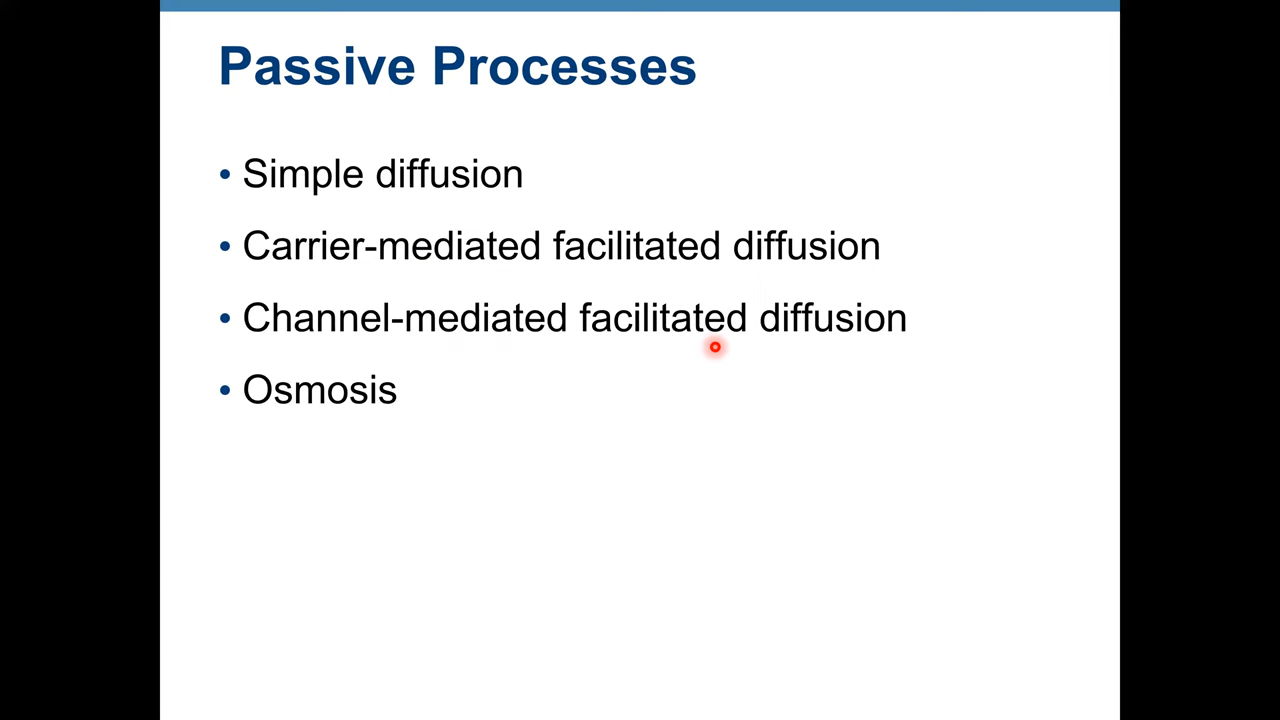 Passive Processes
• Simple diffusion
• Carrier-mediated facilitated diffusion
• Channel-mediated facilitated diffusion
• Osmosis